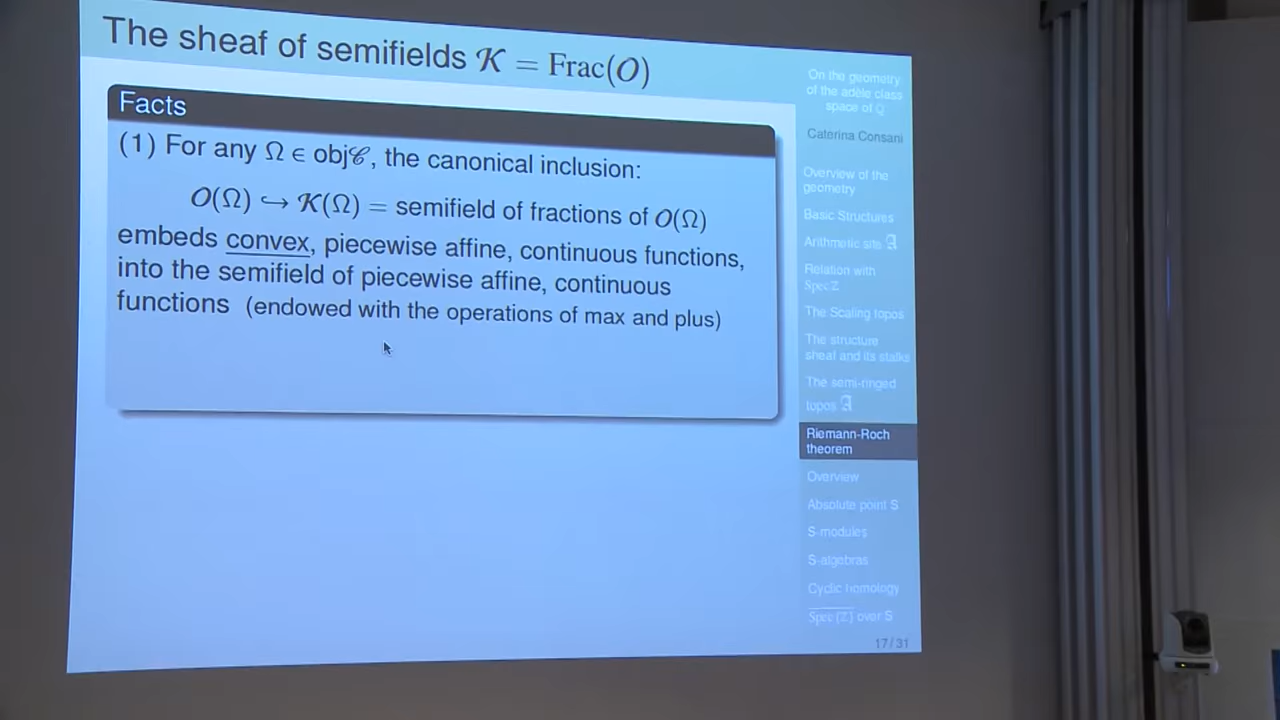 The sheaf of semifields 𝒦 = Frac(𝒪)
Facts
(1) For any Ω ∈ obj𝒞, the canonical inclusion:
𝒪(Ω) ↪ 𝒦(Ω) = semifield of fractions of 𝒪(Ω)
embeds convex, piecewise affine, continuous functions,
into the semifield of piecewise affine, continuous
functions (endowed with the operations of max and plus)
On the geometry
of the adèle class
space of ℚ
Caterina Consani
Overview of the
geometry
Basic Structures
Arithmetic site
Relation with
Spec ℤ
The Scaling topos
The structure
sheaf and its stalks
The semi-ringed
topos
Riemann-Roch
theorem
Overview
Absolute point S
S-modules
S-algebras
Cyclic homology
Spec(ℤ) over S
17/31